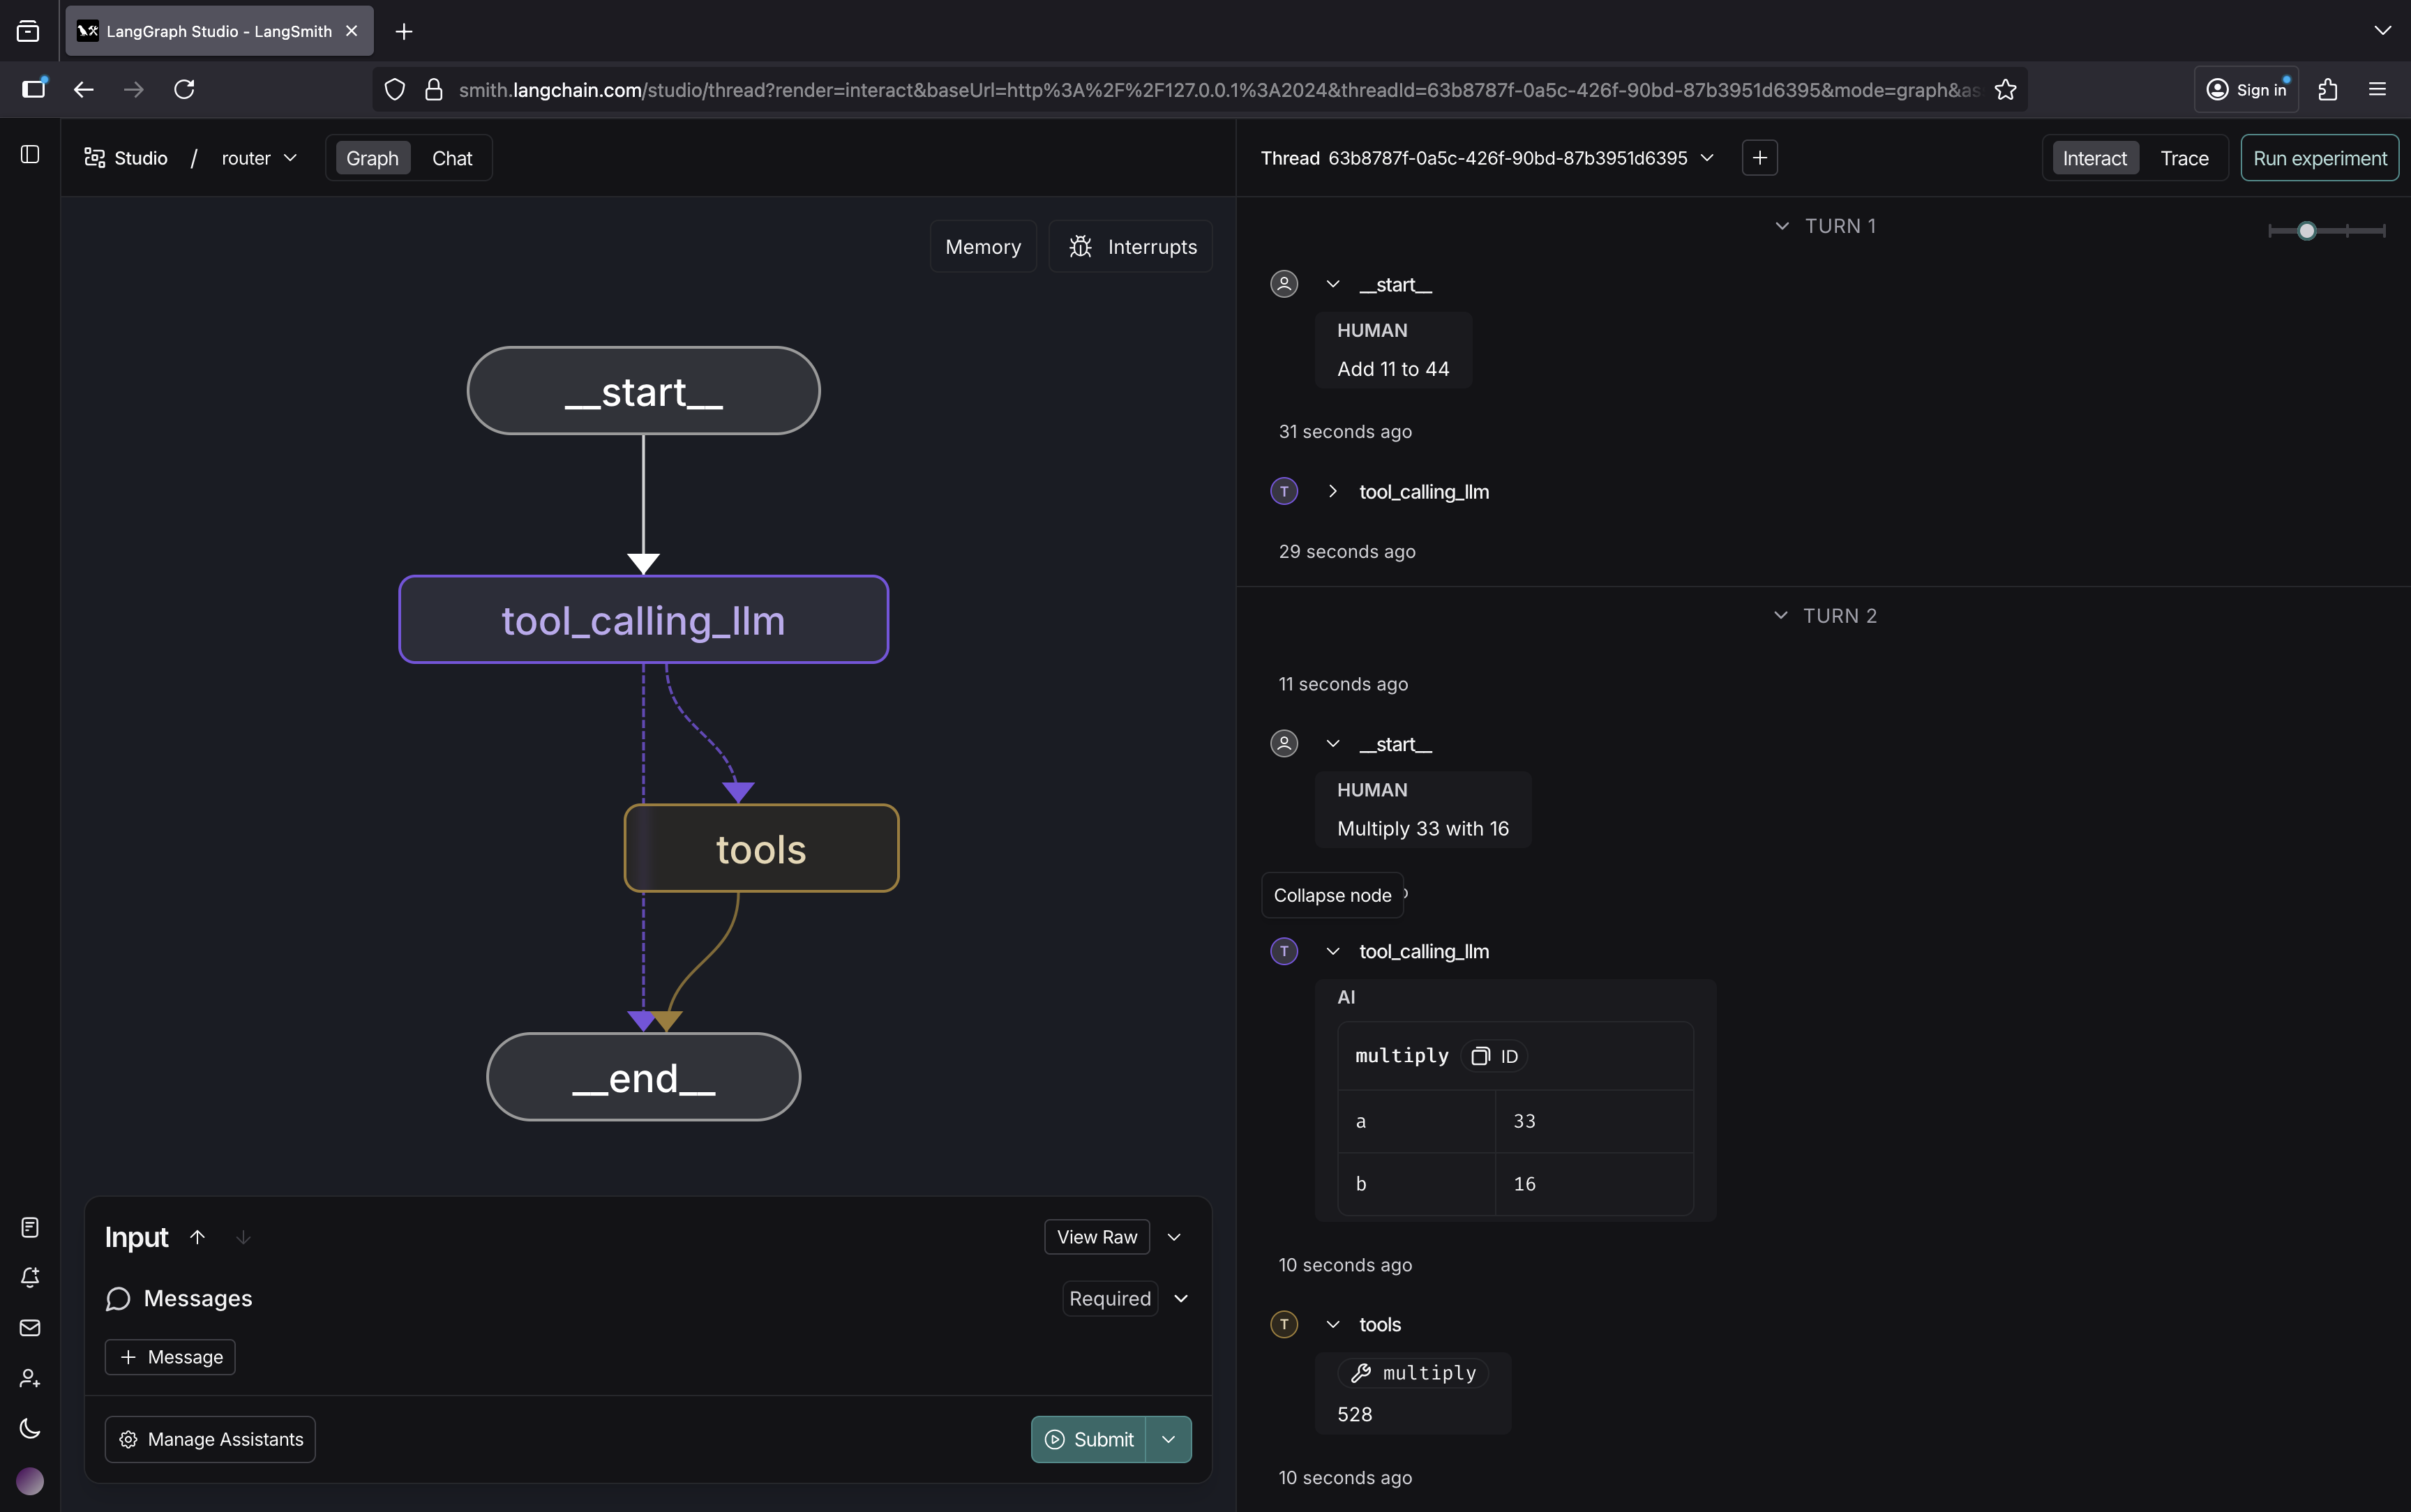 LangGraph Studio - LangSmith
smith.langchain.com/studio/thread?render=interact&baseUrl=http%3A%2F%2F127.0.0.1%3A2024&threadId=63b8787f-0a5c-426f-90bd-87b3951d6395&mode=graph&as
Sign in
Studio / router
Graph
Chat
Memory
Interrupts
__start__
tool_calling_llm
tools
__end__
Input
View Raw
Messages
Required
+ Message
Manage Assistants
Submit
Thread 63b8787f-0a5c-426f-90bd-87b3951d6395
Interact
Trace
Run experiment
TURN 1
__start__
HUMAN
Add 11 to 44
31 seconds ago
T
tool_calling_llm
29 seconds ago
TURN 2
11 seconds ago
__start__
HUMAN
Multiply 33 with 16
Collapse node
T
tool_calling_llm
AI
multiply ID
a 33
b 16
10 seconds ago
T
tools
multiply
528
10 seconds ago